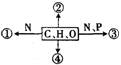 ②
① N C、H、O N、P ③
④